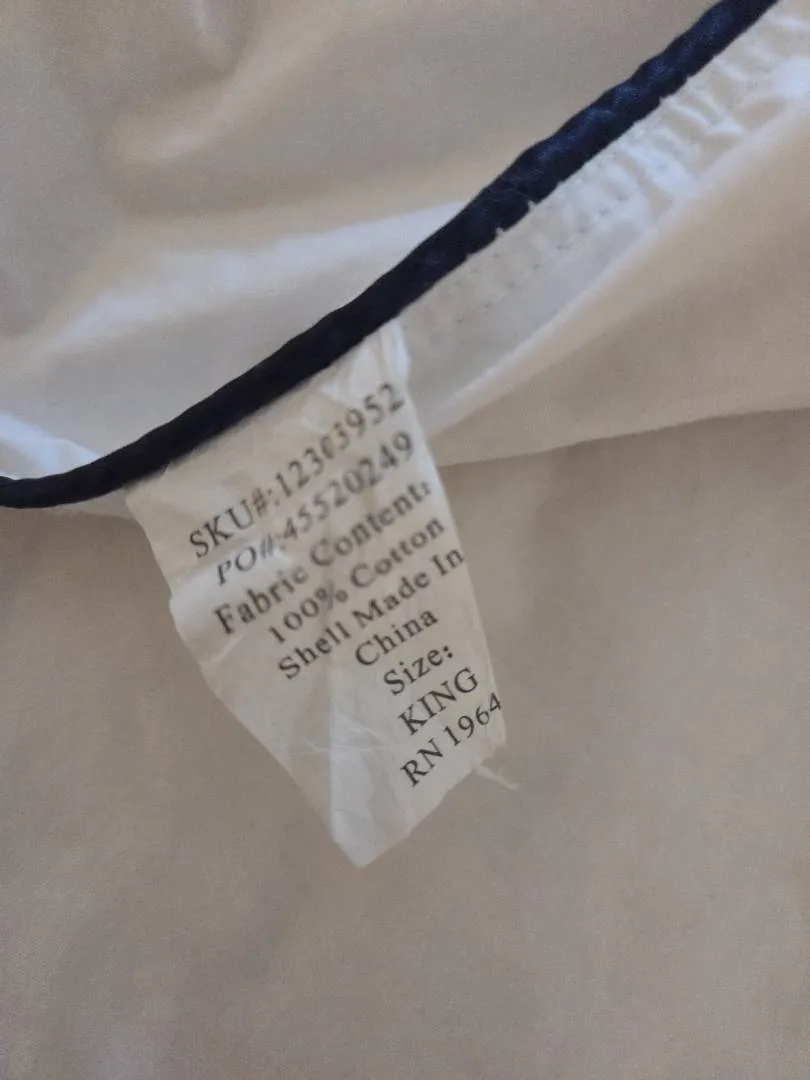 SKU#:12303952
PO#:45520249
Fabric Content:
100% Cotton
Shell Made In
China
Size:
KING
RN 1964